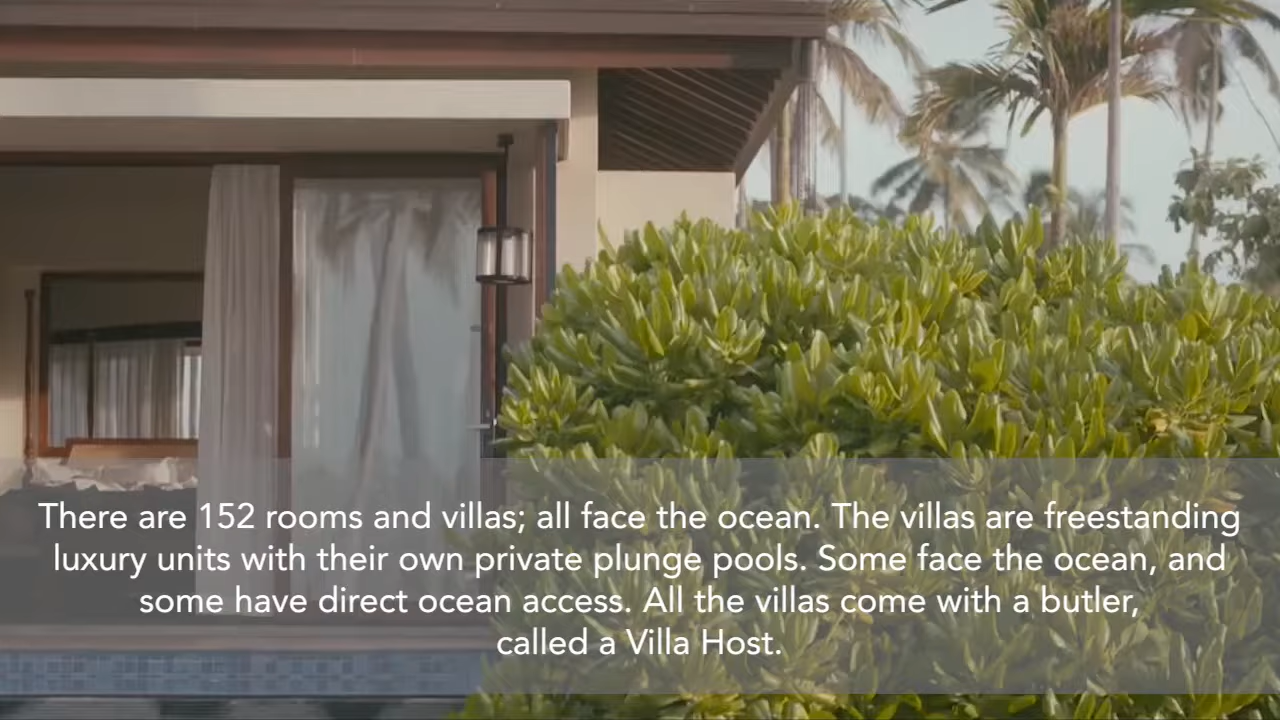 There are 152 rooms and villas; all face the ocean. The villas are freestanding
luxury units with their own private plunge pools. Some face the ocean, and
some have direct ocean access. All the villas come with a butler,
called a Villa Host.